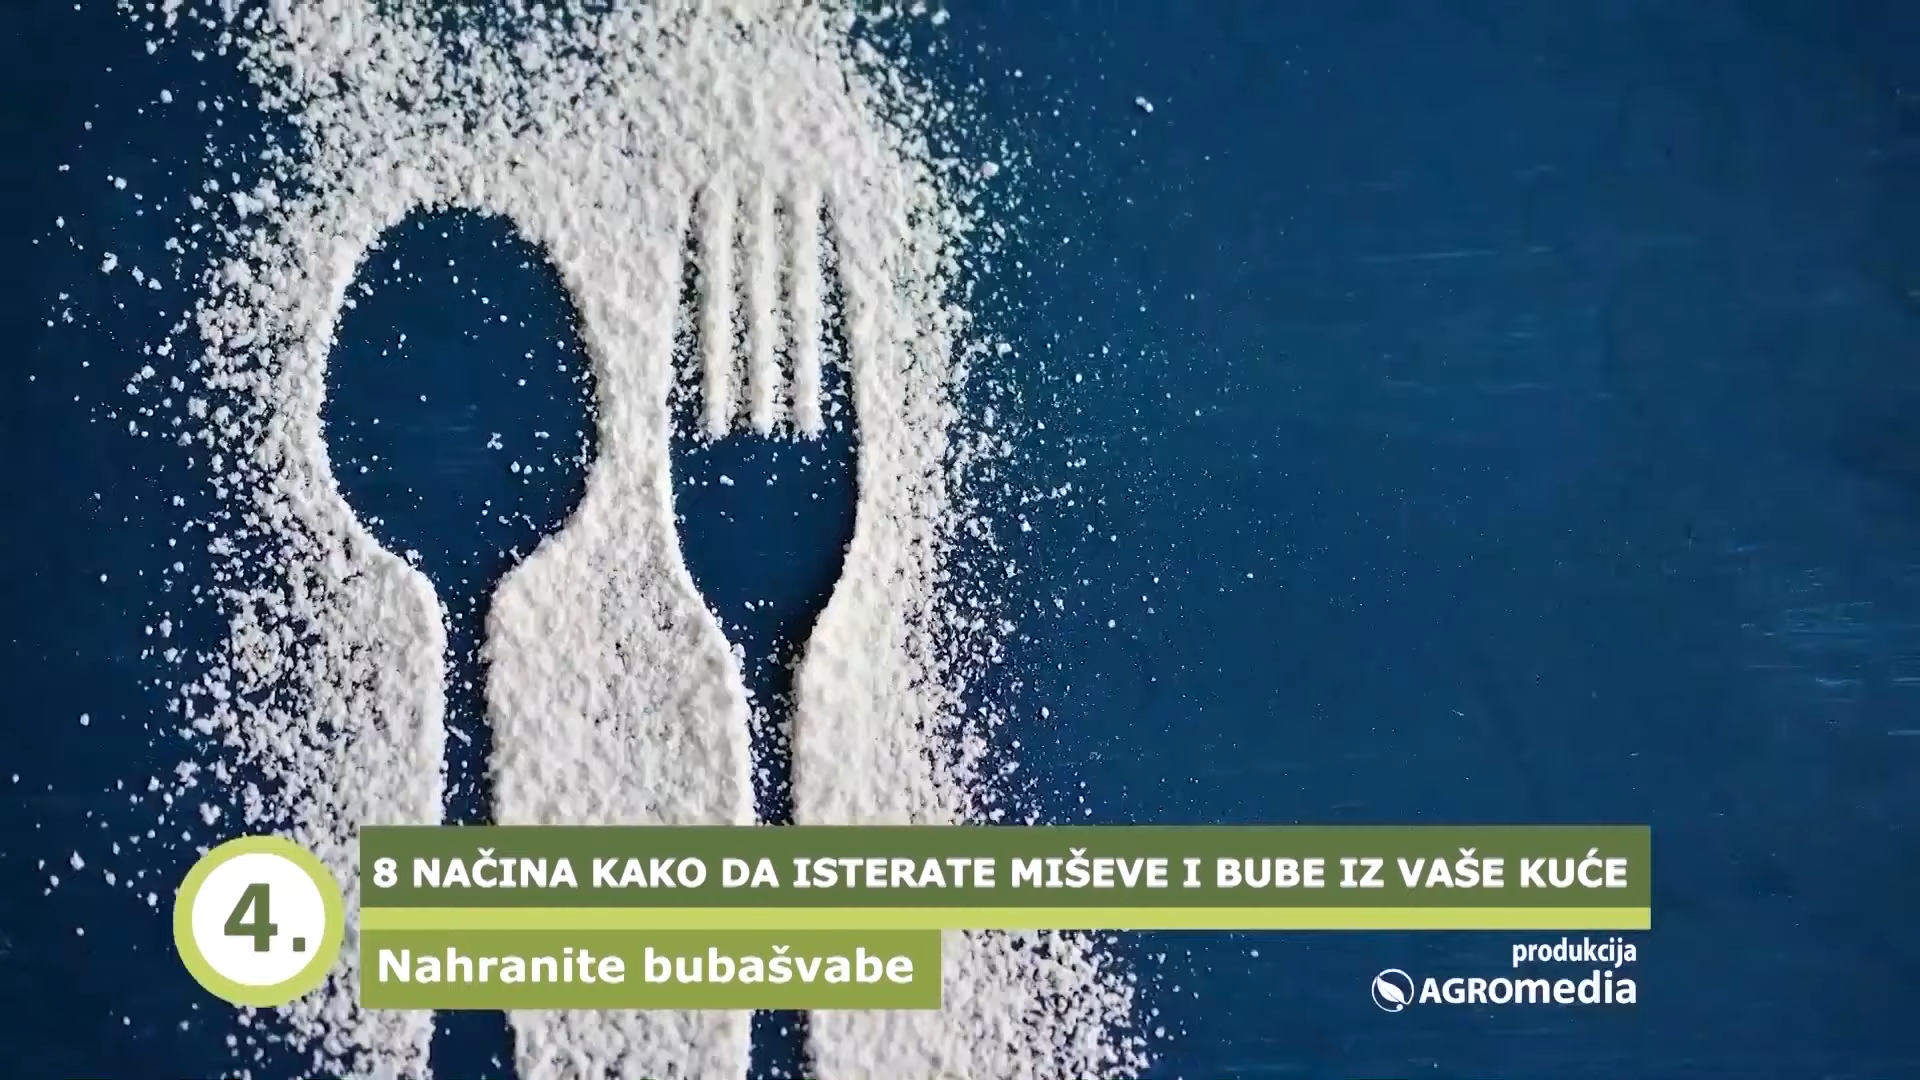 4.
8 NAČINA KAKO DA ISTERATE MIŠEVE I BUBE IZ VAŠE KUĆE
Nahranite bubašvabe
produkcija
AGROmedia